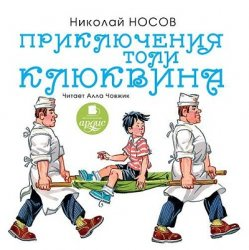 Николай НОСОВ
ПРИКЛЮЧЕНИЯ
ТОЛИ
КЛЮКВИНА
Читает Алла Човжик
ардис